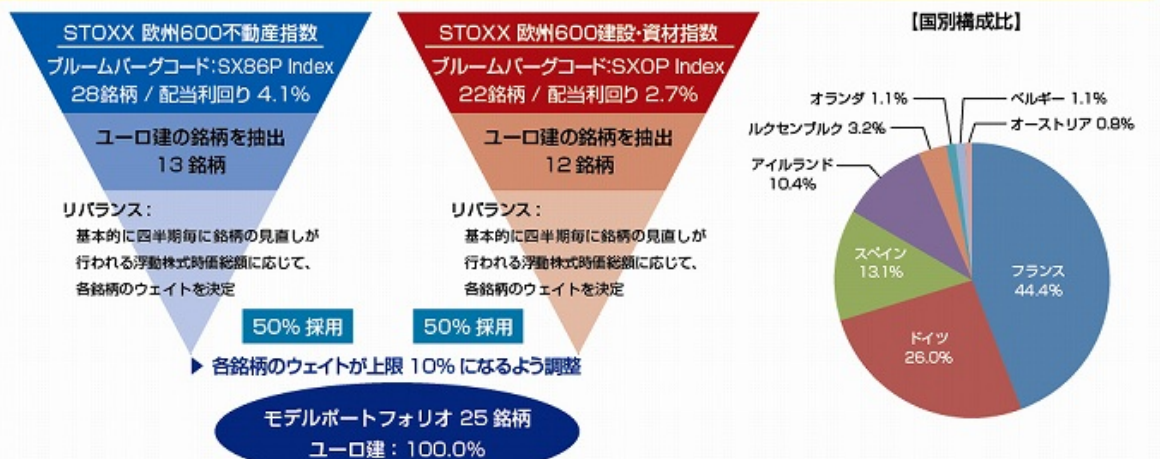 STOXX 欧州600不動産指数
ブルームバーグコード:SX86P Index
28銘柄 / 配当利回り 4.1%
ユーロ建の銘柄を抽出
13 銘柄
リバランス：
基本的に四半期毎に銘柄の見直しが
行われる浮動株式時価総額に応じて、
各銘柄のウェイトを決定
50% 採用
STOXX 欧州600建設・資材指数
ブルームバーグコード:SXOP Index
22銘柄 / 配当利回り 2.7%
ユーロ建の銘柄を抽出
12 銘柄
リバランス：
基本的に四半期毎に銘柄の見直しが
行われる浮動株式時価総額に応じて、
各銘柄のウェイトを決定
50% 採用
▶ 各銘柄のウェイトが上限 10% になるよう調整
モデルポートフォリオ 25 銘柄
ユーロ建： 100.0%
【国別構成比】
オランダ 1.1%
ルクセンブルク 3.2%
アイルランド
10.4%
スペイン
13.1%
ドイツ
26.0%
フランス
44.4%
ベルギー 1.1%
オーストリア 0.8%